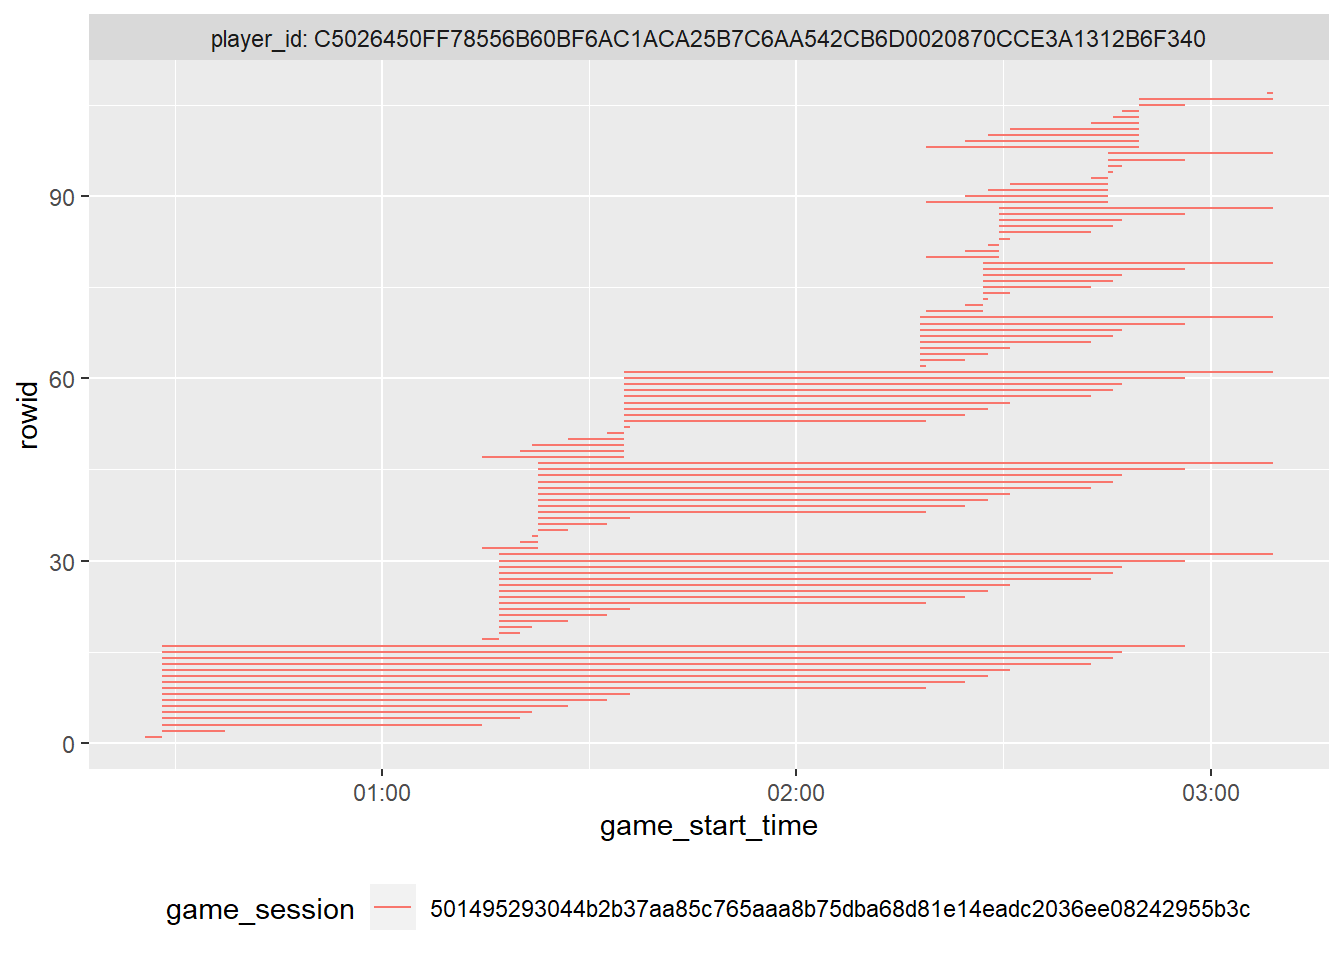 player_id: C5026450FF78556B60BF6AC1ACA25B7C6AA542CB6D0020870CCE3A1312B6F340
90
60
30
0
rowid
01:00 02:00 03:00
game_start_time
game_session 501495293044b2b37aa85c765aaa8b75dba68d81e14eadc2036ee08242955b3c